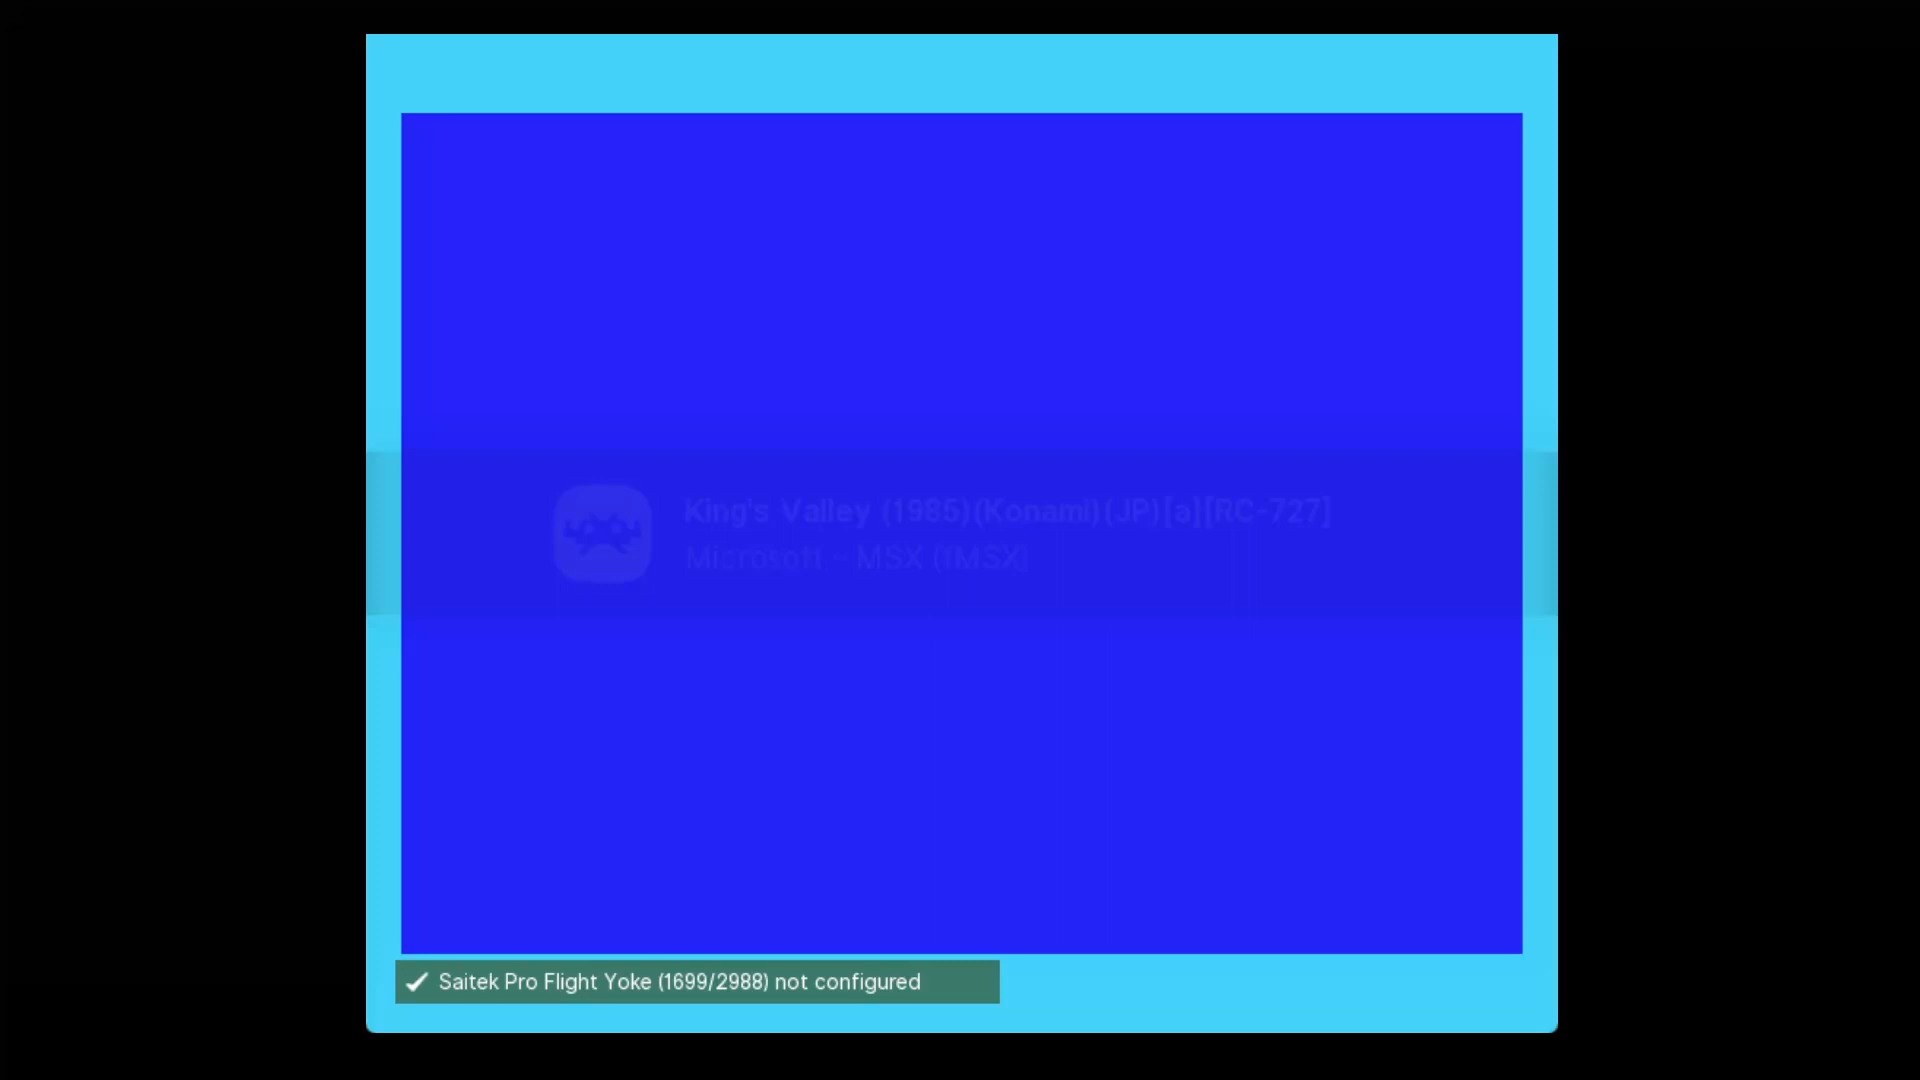 King's Valley (1985)(Konami)(JP)[a][RC-727]
Microsoft - MSX (fMSX)
Saitek Pro Flight Yoke (1699/2988) not configured